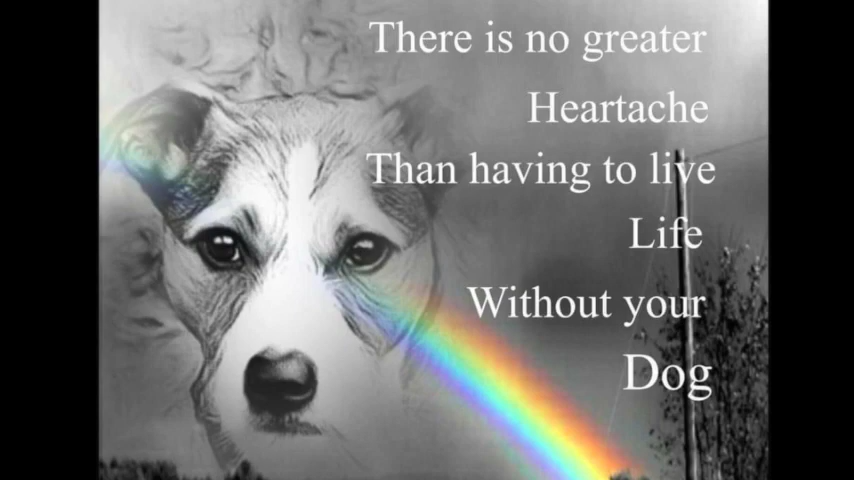 There is no greater
Heartache
Than having to live
Life
Without your
Dog